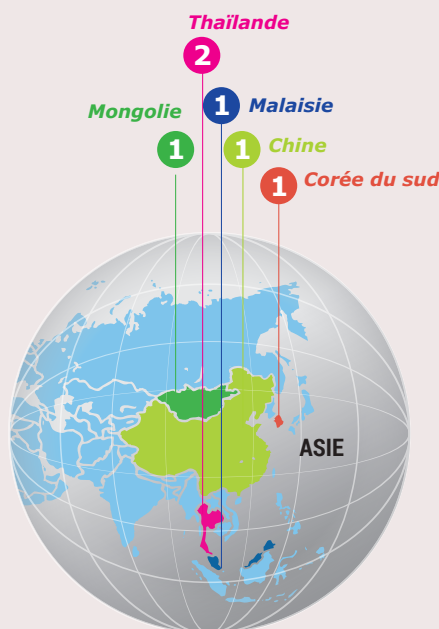 Thaïlande
2
Mongolie
1
1
Malaisie
1
Chine
1
Corée du sud
ASIE